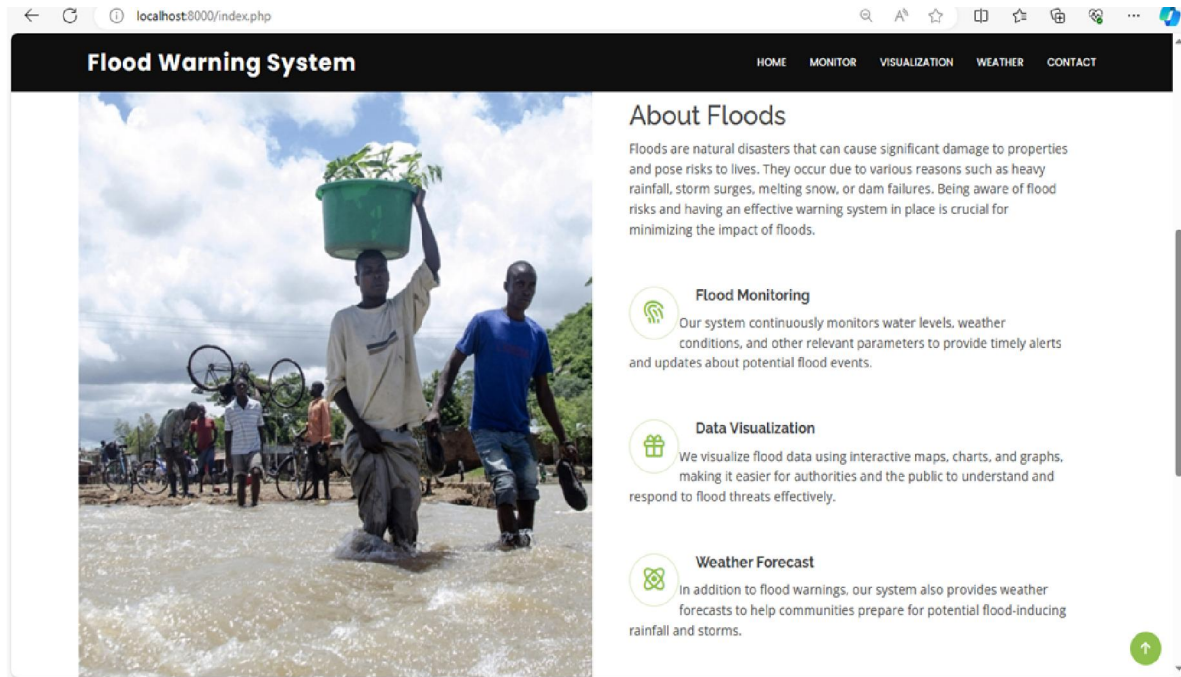 localhost:8000/index.php
Flood Warning System
HOME MONITOR VISUALIZATION WEATHER CONTACT
About Floods
Floods are natural disasters that can cause significant damage to properties
and pose risks to lives. They occur due to various reasons such as heavy
rainfall, storm surges, melting snow, or dam failures. Being aware of flood
risks and having an effective warning system in place is crucial for
minimizing the impact of floods.
Flood Monitoring
Our system continuously monitors water levels, weather
conditions, and other relevant parameters to provide timely alerts
and updates about potential flood events.
Data Visualization
We visualize flood data using interactive maps, charts, and graphs,
making it easier for authorities and the public to understand and
respond to flood threats effectively.
Weather Forecast
In addition to flood warnings, our system also provides weather
forecasts to help communities prepare for potential flood-inducing
rainfall and storms.